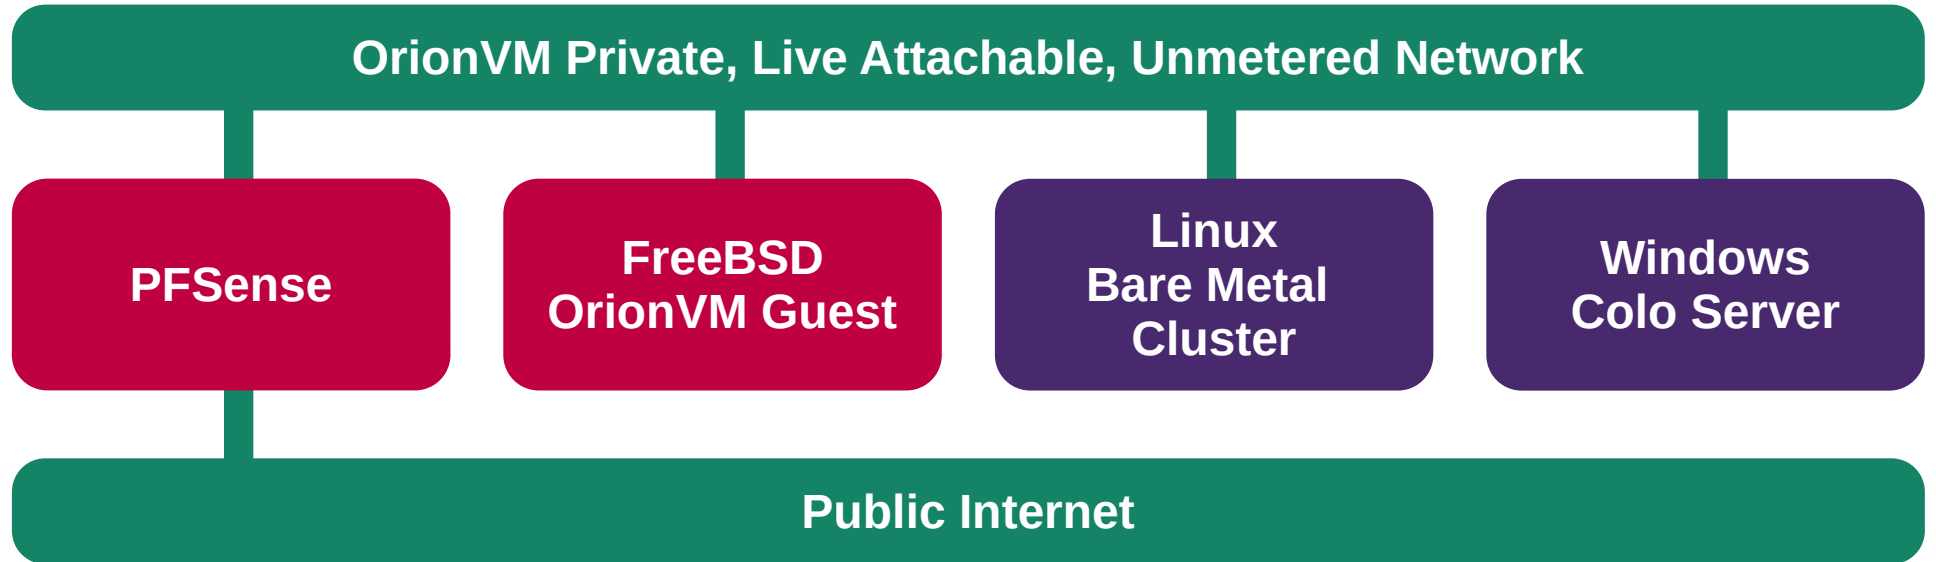 OrionVM Private, Live Attachable, Unmetered Network
PFSense
FreeBSD
OrionVM Guest
Linux
Bare Metal
Cluster
Windows
Colo Server
Public Internet